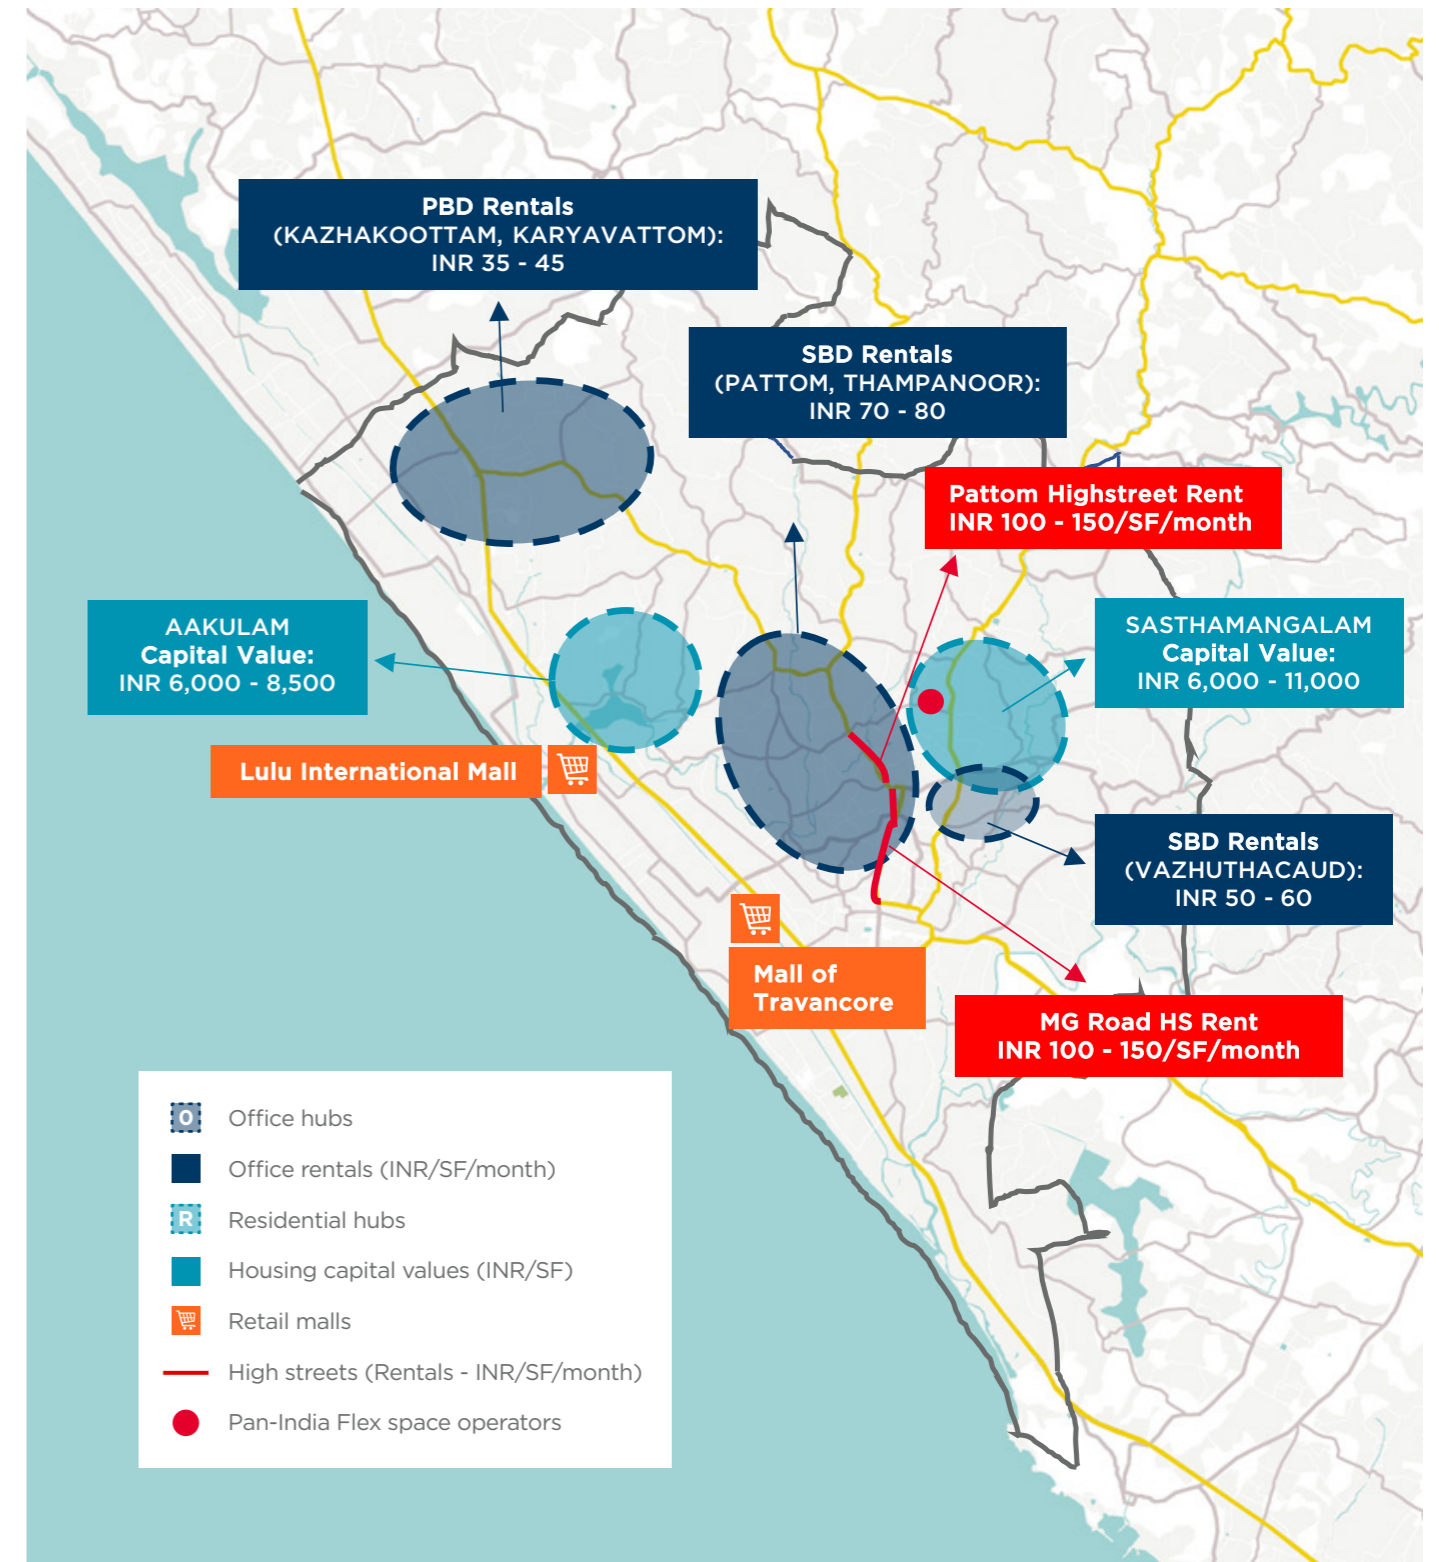 PBD Rentals
(KAZHAKOOTTAM, KARYAVATTOM):
INR 35 - 45
SBD Rentals
(PATTOM, THAMPANOOR):
INR 70 - 80
Pattom Highstreet Rent
INR 100 - 150/SF/month
AAKULAM
Capital Value:
INR 6,000 - 8,500
SASTHAMANGALAM
Capital Value:
INR 6,000 - 11,000
Lulu International Mall
SBD Rentals
(VAZHUTHACAUD):
INR 50 - 60
Mall of
Travancore
MG Road HS Rent
INR 100 - 150/SF/month
O Office hubs
Office rentals (INR/SF/month)
R Residential hubs
Housing capital values (INR/SF)
Retail malls
High streets (Rentals - INR/SF/month)
Pan-India Flex space operators